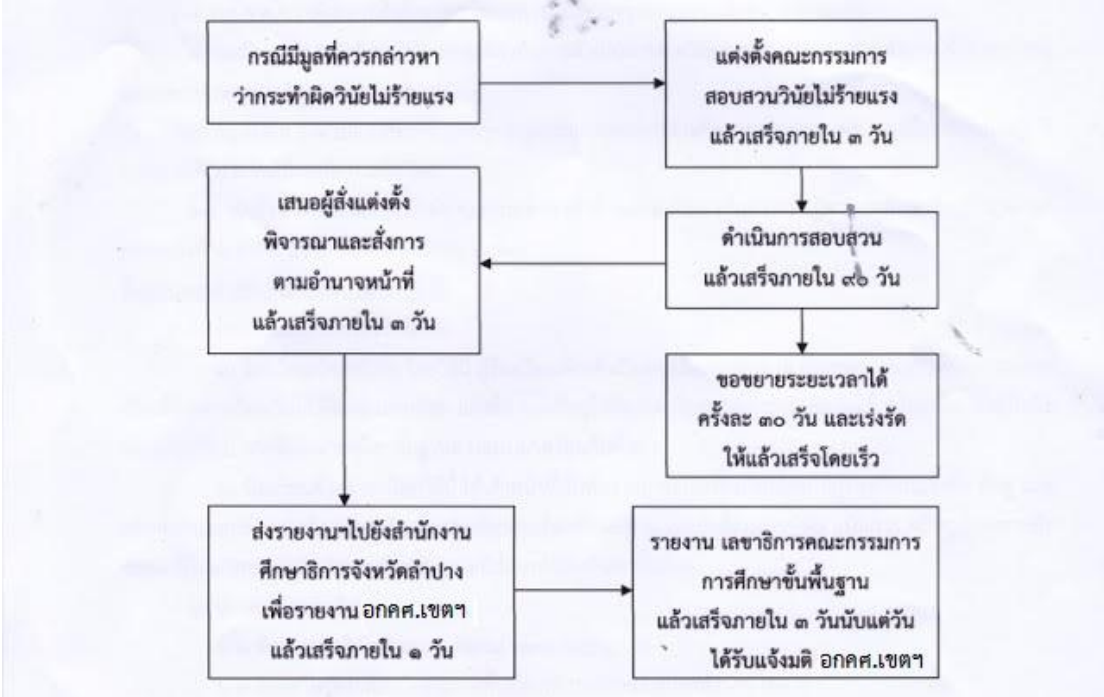 กรณีมีมูลที่ควรกล่าวหา
ว่ากระทำผิดวินัยไม่ร้ายแรง
แต่งตั้งคณะกรรมการ
สอบสวนวินัยไม่ร้ายแรง
แล้วเสร็จภายใน ๓ วัน
ดำเนินการสอบสวน
แล้วเสร็จภายใน ๙๐ วัน
ขอขยายระยะเวลาได้
ครั้งละ ๓๐ วัน และเร่งรัด
ให้แล้วเสร็จโดยเร็ว
เสนอผู้สั่งแต่งตั้ง
พิจารณาและสั่งการ
ตามอำนาจหน้าที่
แล้วเสร็จภายใน ๓ วัน
ส่งรายงานฯไปยังสำนักงาน
ศึกษาธิการจังหวัดลำปาง
เพื่อรายงาน อกคศ.เขตฯ
แล้วเสร็จภายใน ๑ วัน
รายงาน เลขาธิการคณะกรรมการ
การศึกษาขั้นพื้นฐาน
แล้วเสร็จภายใน ๓ วันนับแต่วัน
ได้รับแจ้งมติ อกคศ.เขตฯ